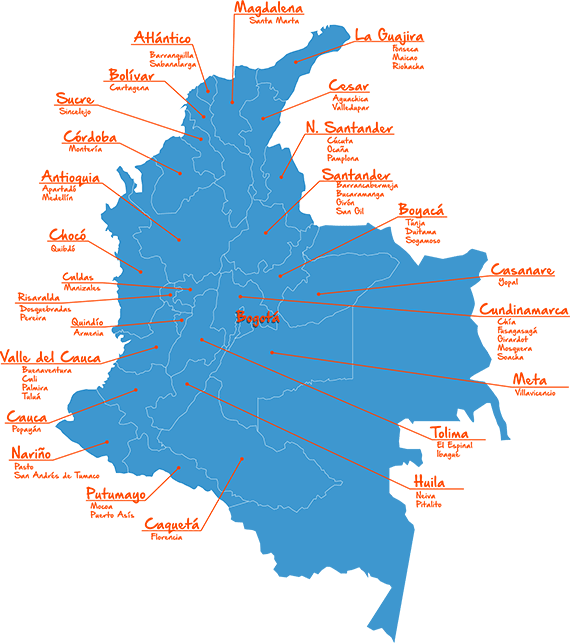 Magdalena
Santa Marta
La Guajira
Fonseca
Maicao
Riohacha
Atlántico
Barranquilla
Sabanalarga
Bolívar
Cartagena
Cesar
Aguachica
Valledupar
Sucre
Sincelejo
N. Santander
Cúcuta
Ocaña
Pamplona
Córdoba
Montería
Santander
Barrancabermeja
Bucaramanga
Girón
San Gil
Antioquia
Apartadó
Medellín
Boyacá
Tunja
Duitama
Sogamoso
Chocó
Quibdó
Casanare
Yopal
Caldas
Manizales
Risaralda
Dosquebradas
Pereira
Cundinamarca
Chía
Fusagasugá
Girardot
Mosquera
Soacha
Bogotá
Quindío
Armenia
Valle del Cauca
Buenaventura
Cali
Palmira
Tuluá
Meta
Villavicencio
Cauca
Popayán
Tolima
El Espinal
Ibagué
Nariño
Pasto
San Andrés de Tumaco
Huila
Neiva
Pitalito
Putumayo
Mocoa
Puerto Asís
Caquetá
Florencia